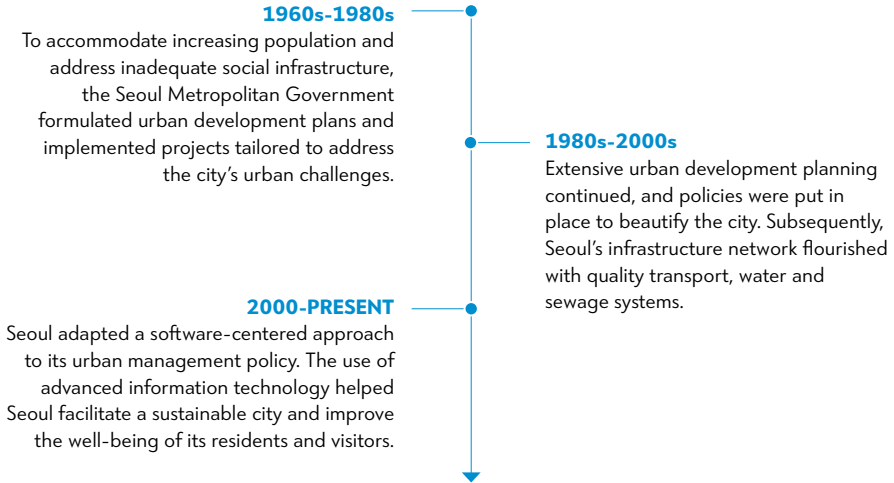 1960s-1980s
To accommodate increasing population and
address inadequate social infrastructure,
the Seoul Metropolitan Government
formulated urban development plans and
implemented projects tailored to address
the city’s urban challenges.
1980s-2000s
Extensive urban development planning
continued, and policies were put in
place to beautify the city. Subsequently,
Seoul’s infrastructure network flourished
with quality transport, water and
sewage systems.
2000-PRESENT
Seoul adapted a software-centered approach
to its urban management policy. The use of
advanced information technology helped
Seoul facilitate a sustainable city and improve
the well-being of its residents and visitors.